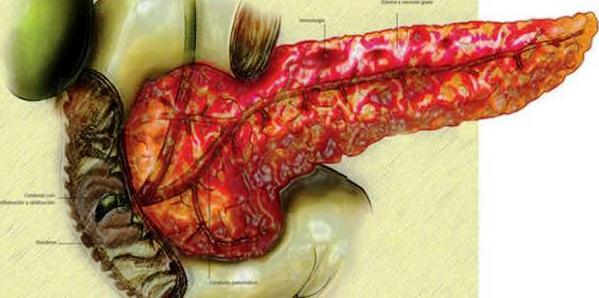 Edema y necrosis grasa
Hemorragia
Conducto con
inflamación y obstrucción
Duodeno
Conducto pancreático